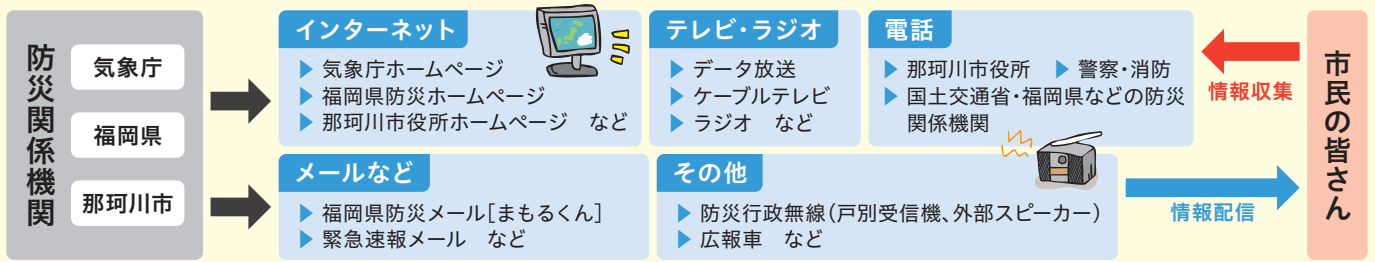 防災関係機関
気象庁
福岡県
那珂川市
インターネット
▶ 気象庁ホームページ
▶ 福岡県防災ホームページ
▶ 那珂川市役所ホームページ　など
テレビ・ラジオ
▶ データ放送
▶ ケーブルテレビ
▶ ラジオ　など
電話
▶ 那珂川市役所　▶ 警察・消防
▶ 国土交通省・福岡県などの防災
関係機関
情報収集
メールなど
▶ 福岡県防災メール[まもるくん]
▶ 緊急速報メール　など
その他
▶ 防災行政無線(戸別受信機、外部スピーカー)
▶ 広報車　など
情報配信
市民の皆さん